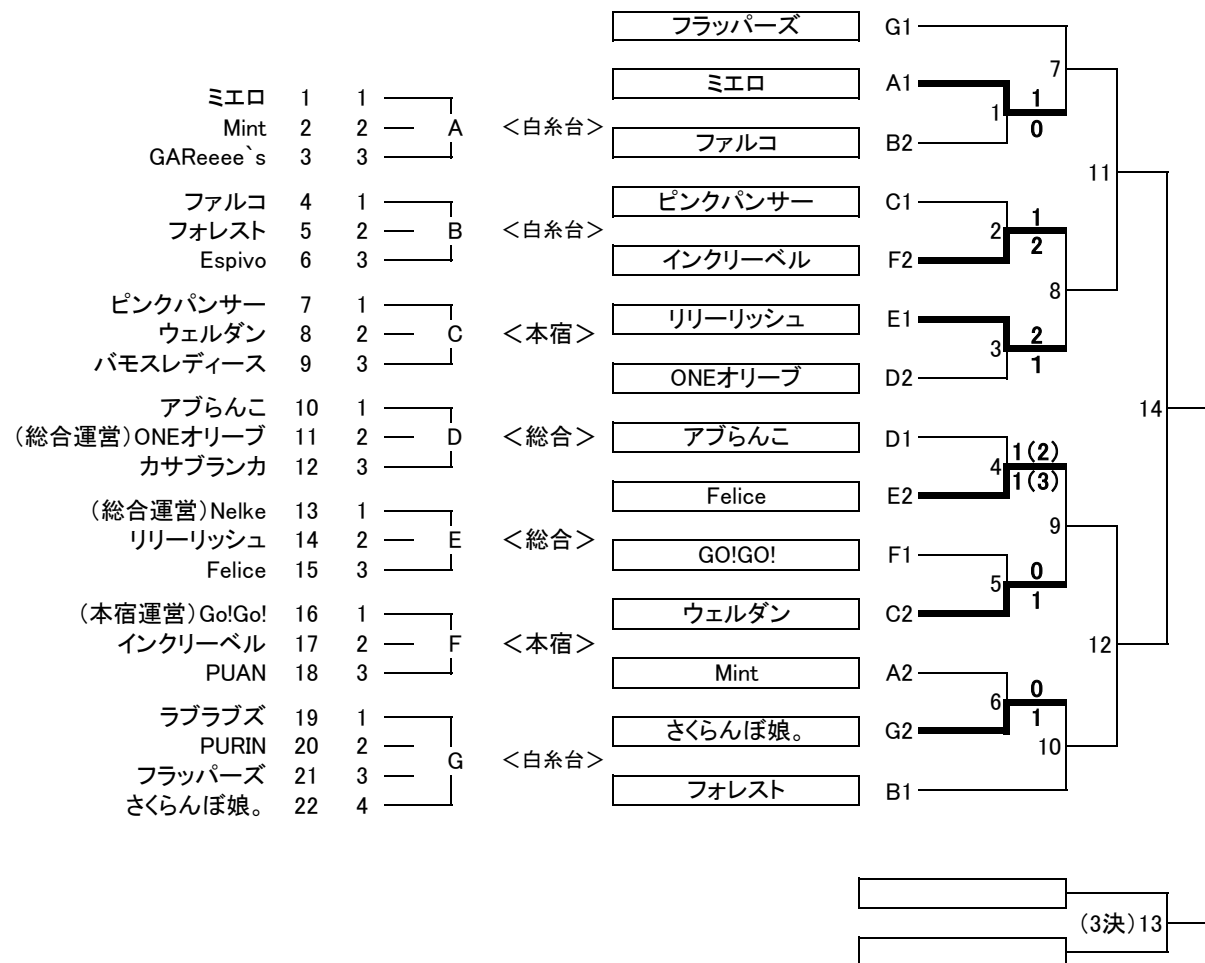 フラッパーズ G1
7
ミエロ A1
ミエロ 1 1
1 1
Mint 2 2 A <白糸台>
0
GAReeee`s 3 3
ファルコ B2
11
ファルコ 4 1
ピンクパンサー C1
フォレスト 5 2 B <白糸台>
2 1
2
Espivo 6 3
インクリーベル F2
8
ピンクパンサー 7 1
リリーリッシュ E1
ウェルダン 8 2 C <本宿>
3 2
1
バモスレディース 9 3
ONEオリーブ D2
アブらんこ 10 1
14
(総合運営)ONEオリーブ 11 2 D <総合>
アブらんこ D1
カサブランカ 12 3
4 1(2)
1(3)
Felice E2
(総合運営)Nelke 13 1
9
リリーリッシュ 14 2 E <総合>
GO!GO! F1
Felice 15 3
5 0
1
(本宿運営)Go!Go! 16 1
ウェルダン C2
インクリーベル 17 2 F <本宿>
12
PUAN 18 3
Mint A2
6 0
1
ラブラブズ 19 1
さくらんぼ娘。 G2
PURIN 20 2
10
G <白糸台>
フラッパーズ 21 3
フォレスト B1
さくらんぼ娘。 22 4
(3決)13